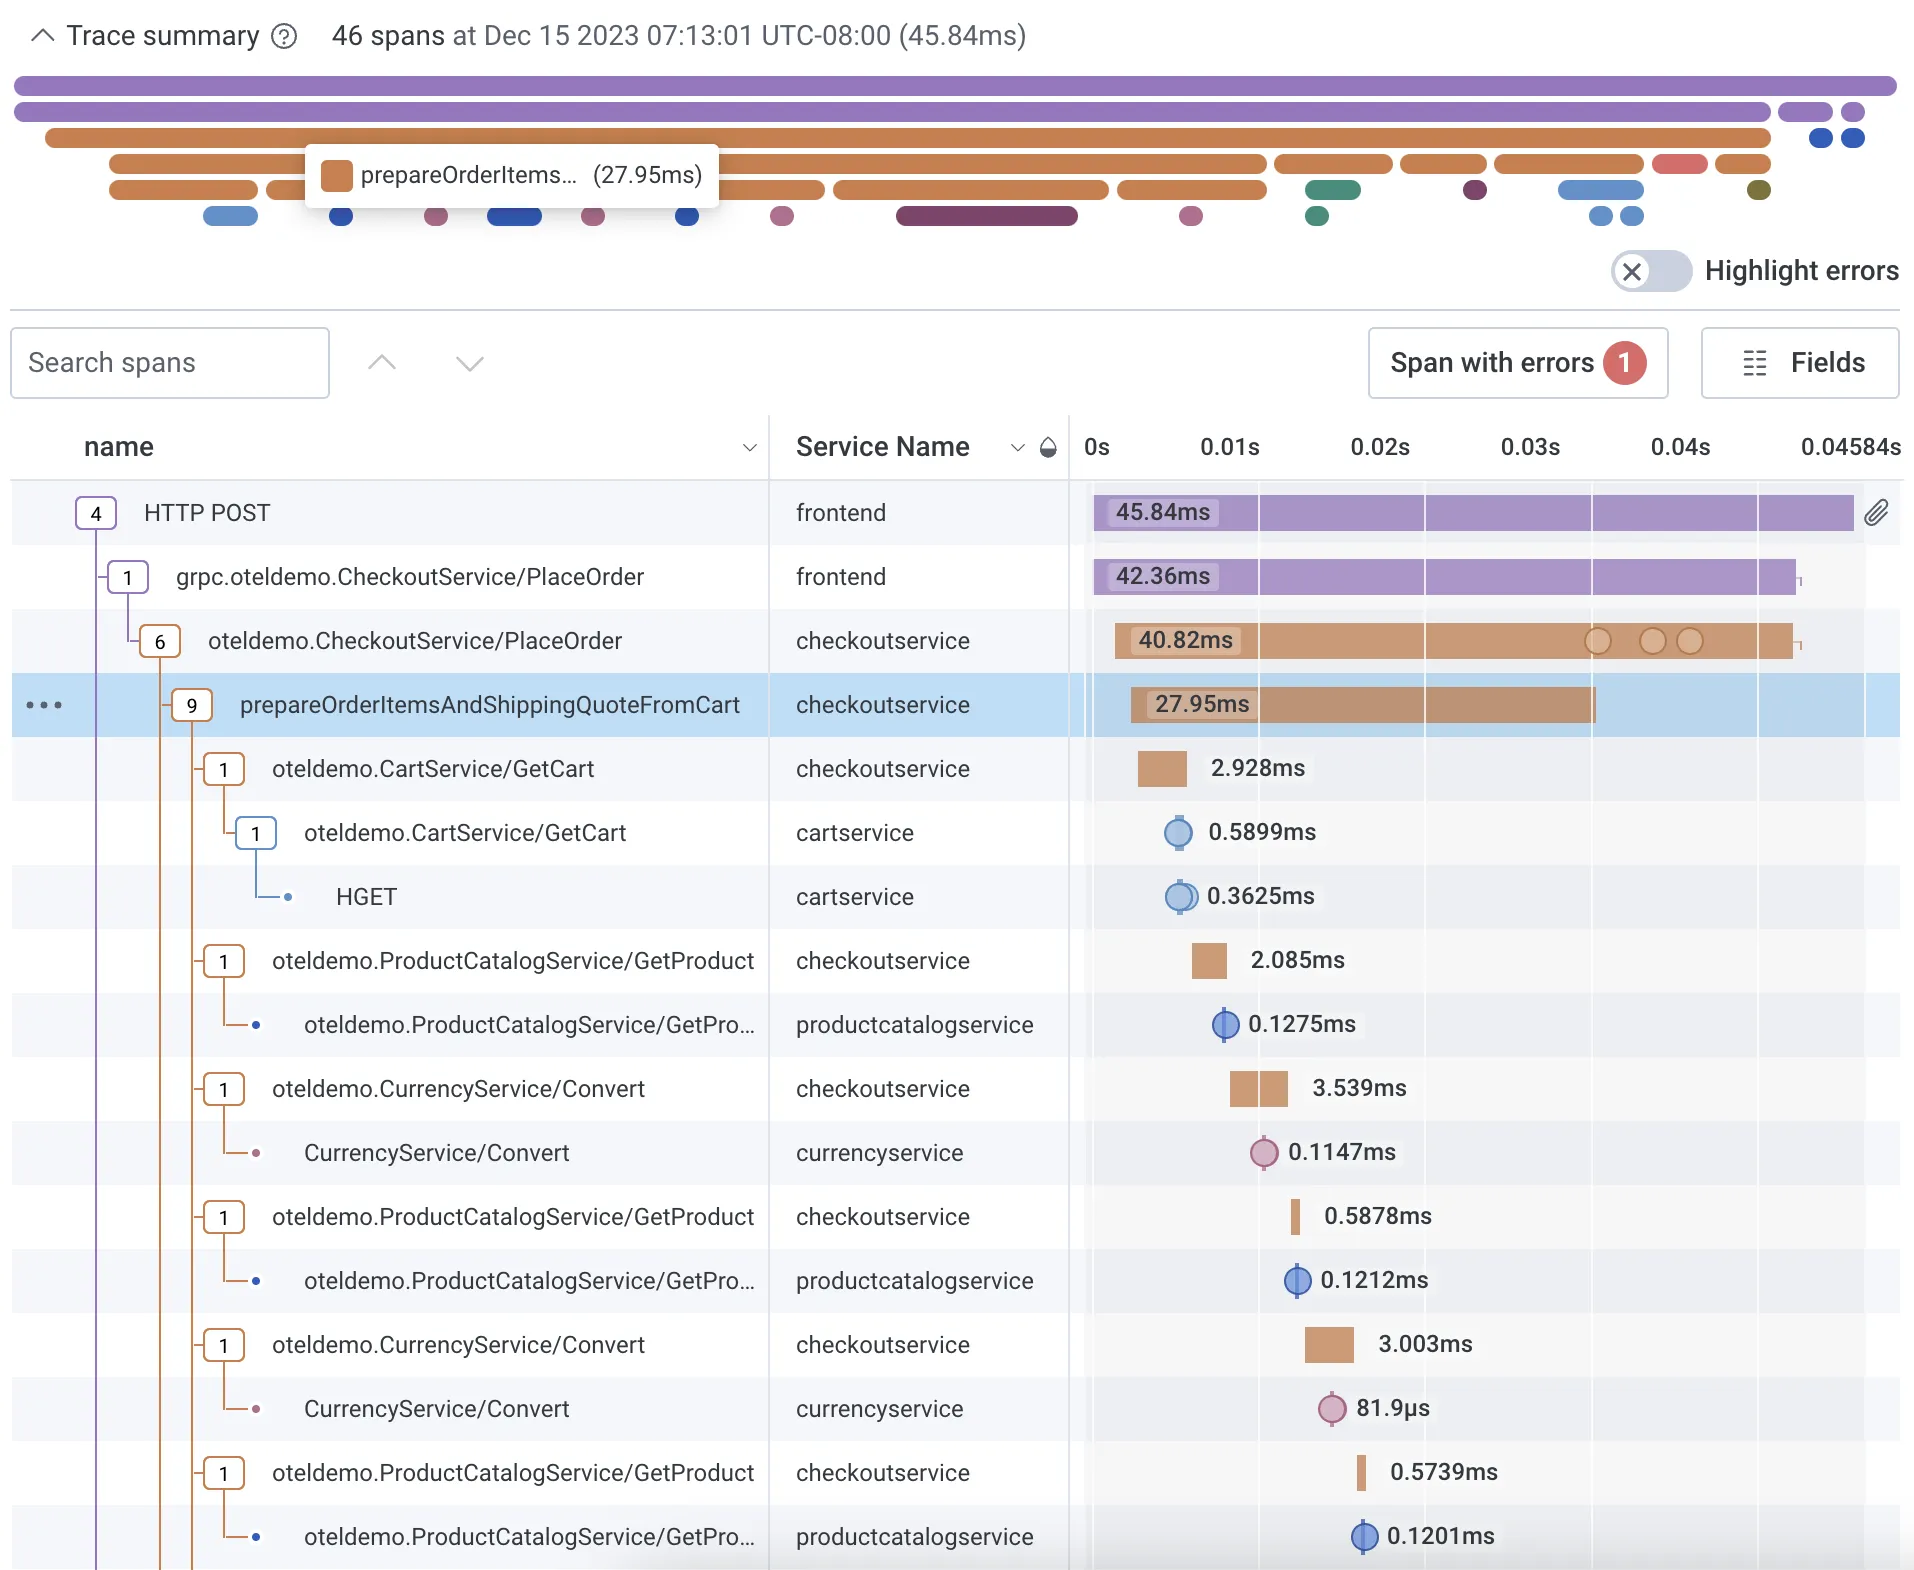 Trace summary ? 46 spans at Dec 15 2023 07:13:01 UTC-08:00 (45.84ms)
prepareOrderItems... (27.95ms)
Highlight errors
Search spans Span with errors 1 Fields
name Service Name 0s 0.01s 0.02s 0.03s 0.04s 0.04584s
4 HTTP POST frontend 45.84ms
1 grpc.oteldemo.CheckoutService/PlaceOrder frontend 42.36ms
6 oteldemo.CheckoutService/PlaceOrder checkoutservice 40.82ms
9 prepareOrderItemsAndShippingQuoteFromCart checkoutservice 27.95ms
1 oteldemo.CartService/GetCart checkoutservice 2.928ms
1 oteldemo.CartService/GetCart cartservice 0.5899ms
HGET cartservice 0.3625ms
1 oteldemo.ProductCatalogService/GetProduct checkoutservice 2.085ms
oteldemo.ProductCatalogService/GetPro... productcatalogservice 0.1275ms
1 oteldemo.CurrencyService/Convert checkoutservice 3.539ms
CurrencyService/Convert currencyservice 0.1147ms
1 oteldemo.ProductCatalogService/GetProduct checkoutservice 0.5878ms
oteldemo.ProductCatalogService/GetPro... productcatalogservice 0.1212ms
1 oteldemo.CurrencyService/Convert checkoutservice 3.003ms
CurrencyService/Convert currencyservice 81.9μs
1 oteldemo.ProductCatalogService/GetProduct checkoutservice 0.5739ms
oteldemo.ProductCatalogService/GetPro... productcatalogservice 0.1201ms